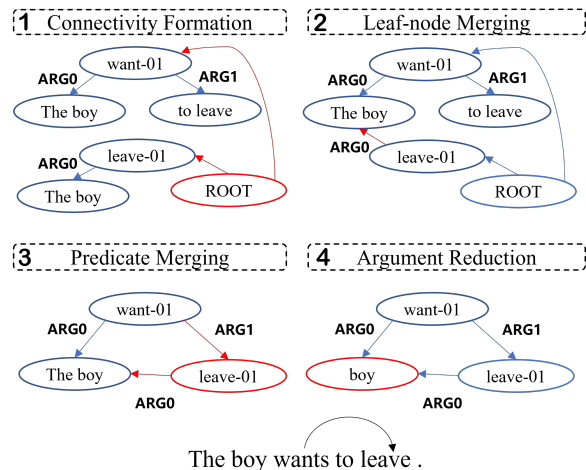 1 Connectivity Formation
want-01
ARG0
ARG1
The boy
to leave
ARG0
leave-01
The boy
ROOT
2 Leaf-node Merging
want-01
ARG0
ARG1
The boy
to leave
ARG0
leave-01
ROOT
3 Predicate Merging
want-01
ARG0
ARG1
The boy
leave-01
ARG0
4 Argument Reduction
want-01
ARG0
ARG1
boy
leave-01
ARG0
The boy wants to leave .